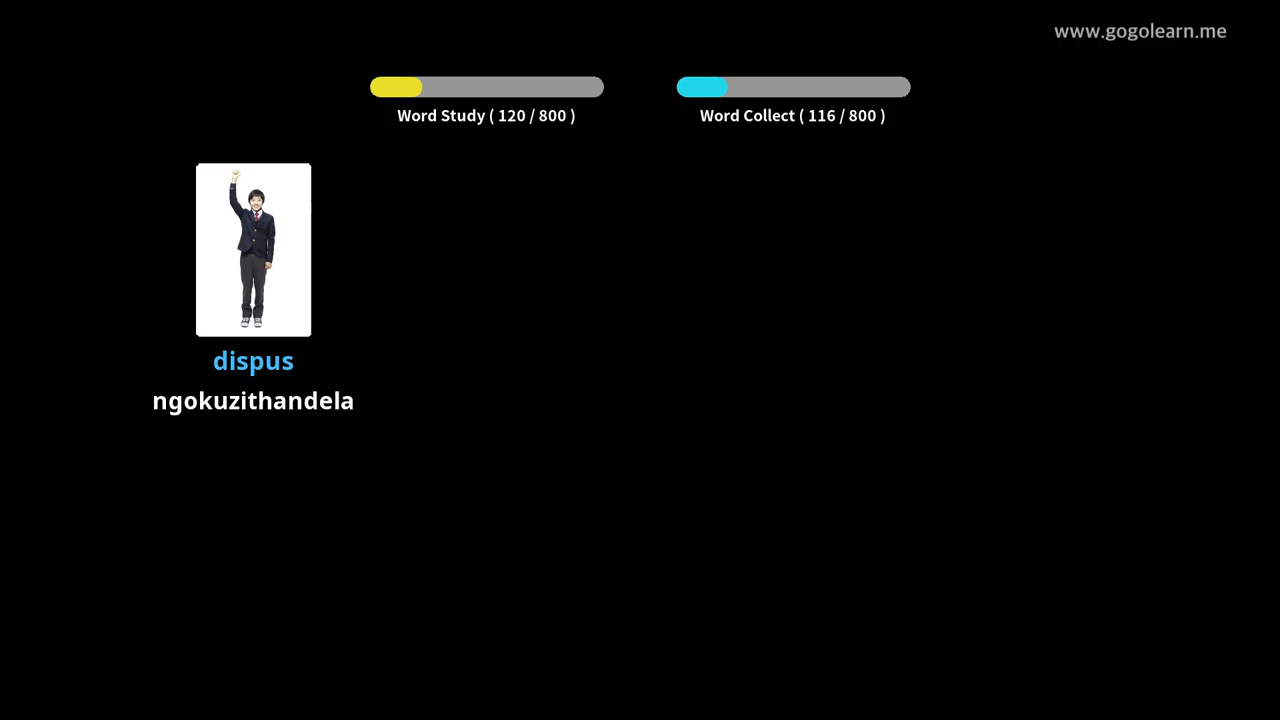 www.gogolearn.me
Word Study ( 120 / 800 )
Word Collect ( 116 / 800 )
dispus
ngokuzithandela